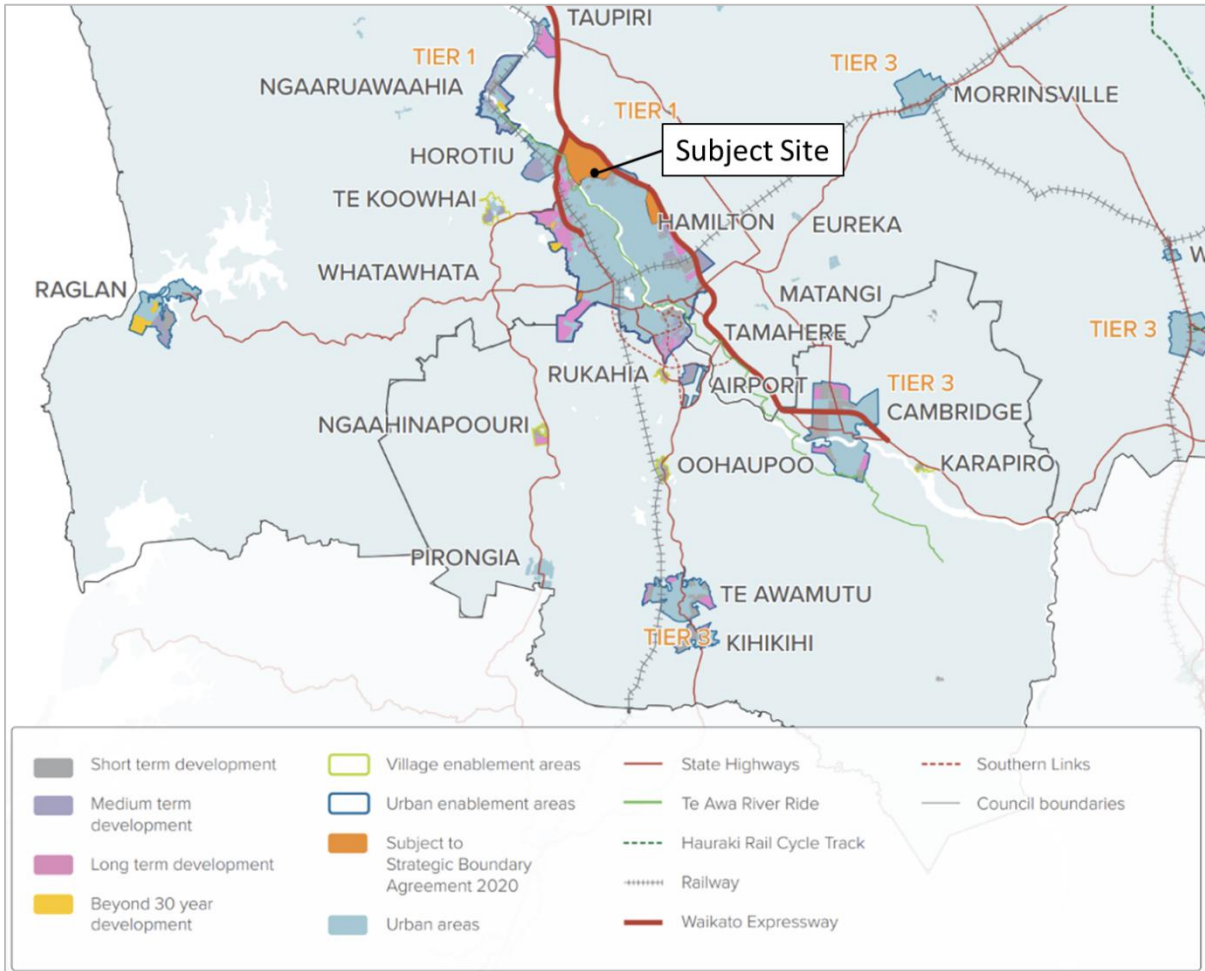 TAUPIRI
TIER 1
TIER 3
NGAARUAWAAHIA
MORRINSVILLE
TIER 1
Subject Site
HOROTIU
TE KOOWHAI
HAMILTON
EUREKA
W
WHATAWHATA
RAGLAN
MATANGI
TIER 3
TAMAHERE
RUKAHIA
AIRPORT
TIER 3
CAMBRIDGE
NGAAHINAPOOURI
OOHAUPOO
KARAPIRO
PIRONGIA
TE AWAMUTU
TIER 3
KIHIKIHI
Short term development
Medium term
development
Long term development
Beyond 30 year
development
Village enablement areas
Urban enablement areas
Subject to
Strategic Boundary
Agreement 2020
Urban areas
State Highways
Te Awa River Ride
Hauraki Rail Cycle Track
Railway
Waikato Expressway
Southern Links
Council boundaries